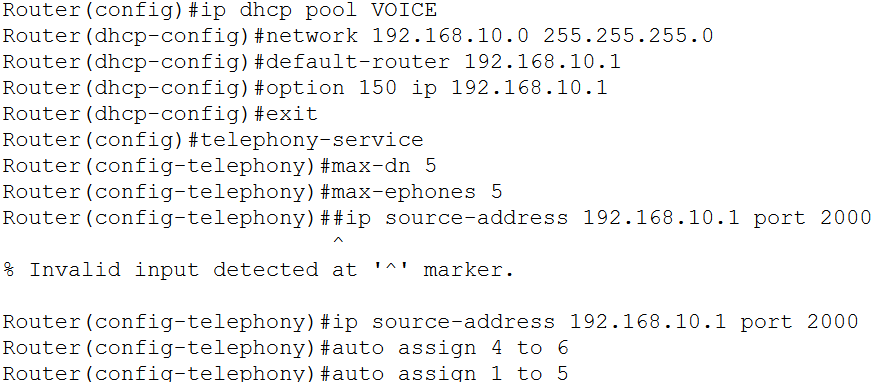 Router(config)#ip dhcp pool VOICE
Router(dhcp-config)#network 192.168.10.0 255.255.255.0
Router(dhcp-config)#default-router 192.168.10.1
Router(dhcp-config)#option 150 ip 192.168.10.1
Router(dhcp-config)#exit
Router(config)#telephony-service
Router(config-telephony)#max-dn 5
Router(config-telephony)#max-ephones 5
Router(config-telephony)##ip source-address 192.168.10.1 port 2000
^
% Invalid input detected at '^' marker.
Router(config-telephony)#ip source-address 192.168.10.1 port 2000
Router(config-telephony)#auto assign 4 to 6
Router(config-telephony)#auto assign 1 to 5